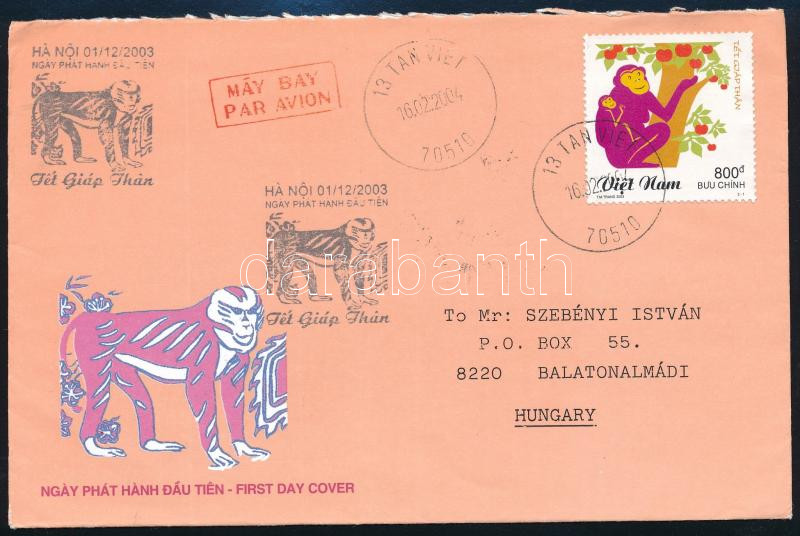 HÀ NỘI 01/12/2003
NGÀY PHÁT HÀNH ĐẦU TIÊN
Tết Giáp Thân
MÁY BAY
PAR AVION
13 TAN VIET
16.02.2004
70510
TẾT GIÁP THÂN
800đ
BƯU CHÍNH
Việt Nam
2-1
13 TAN VIET
16.02.2004
70510
HÀ NỘI 01/12/2003
NGÀY PHÁT HÀNH ĐẦU TIÊN
Tết Giáp Thân
darabanth
To Mr: SZEBÉNYI ISTVÁN
P.O. BOX 55.
8220 BALATONALMÁDI
HUNGARY
NGÀY PHÁT HÀNH ĐẦU TIÊN - FIRST DAY COVER